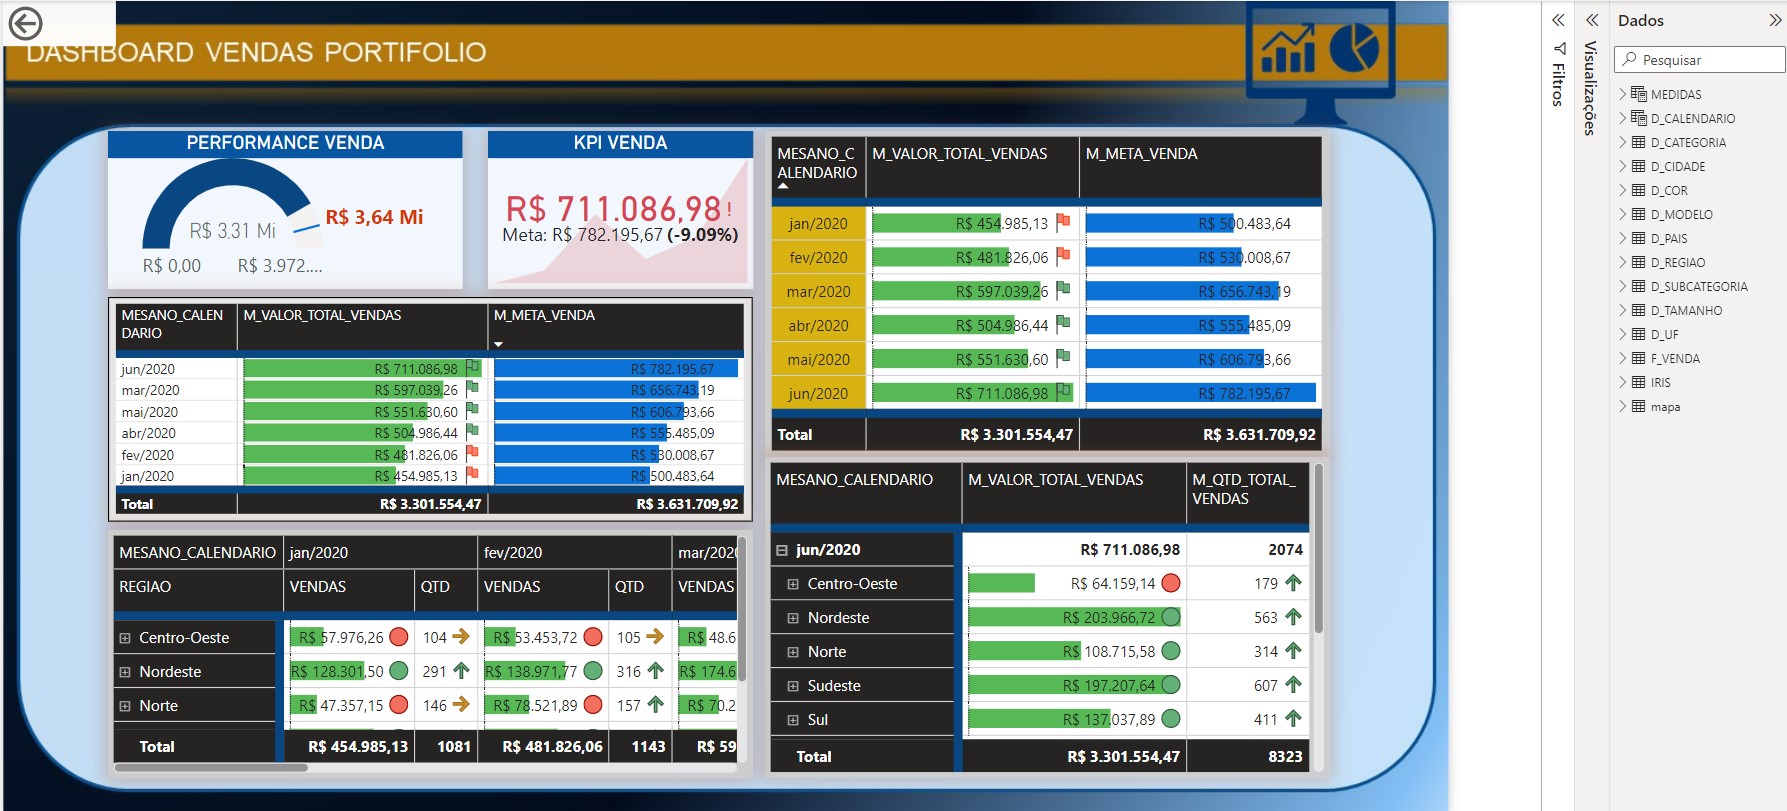 DASHBOARD VENDAS PORTIFOLIO
PERFORMANCE VENDA
R$ 3,31 Mi
R$ 3,64 Mi
R$ 0,00 R$ 3.972....
KPI VENDA
R$ 711.086,98!
Meta: R$ 782.195,67 (-9.09%)
MESANO_CALEN
DARIO M_VALOR_TOTAL_VENDAS M_META_VENDA
jun/2020 R$ 711.086,98 R$ 782.195,67
mar/2020 R$ 597.039,26 R$ 656.743,19
mai/2020 R$ 551.630,60 R$ 606.793,66
abr/2020 R$ 504.986,44 R$ 555.485,09
fev/2020 R$ 481.826,06 R$ 530.008,67
jan/2020 R$ 454.985,13 R$ 500.483,64
Total R$ 3.301.554,47 R$ 3.631.709,92
MESANO_CALENDARIO jan/2020 fev/2020 mar/2020
REGIAO VENDAS QTD VENDAS QTD VENDAS
Centro-Oeste R$ 57.976,26 104 R$ 53.453,72 105 R$ 48.6
Nordeste R$ 128.301,50 291 R$ 138.971,77 316 R$ 174.6
Norte R$ 47.357,15 146 R$ 78.521,89 157 R$ 70.2
Total R$ 454.985,13 1081 R$ 481.826,06 1143 R$ 59
MESANO_C
ALENDARIO M_VALOR_TOTAL_VENDAS M_META_VENDA
jan/2020 R$ 454.985,13 R$ 500.483,64
fev/2020 R$ 481.826,06 R$ 530.008,67
mar/2020 R$ 597.039,26 R$ 656.743,19
abr/2020 R$ 504.986,44 R$ 555.485,09
mai/2020 R$ 551.630,60 R$ 606.793,66
jun/2020 R$ 711.086,98 R$ 782.195,67
Total R$ 3.301.554,47 R$ 3.631.709,92
MESANO_CALENDARIO M_VALOR_TOTAL_VENDAS M_QTD_TOTAL_
VENDAS
jun/2020 R$ 711.086,98 2074
Centro-Oeste R$ 64.159,14 179
Nordeste R$ 203.966,72 563
Norte R$ 108.715,58 314
Sudeste R$ 197.207,64 607
Sul R$ 137.037,89 411
Total R$ 3.301.554,47 8323
Filtros
Visualizações
Dados
Pesquisar
MEDIDAS
D_CALENDARIO
D_CATEGORIA
D_CIDADE
D_COR
D_MODELO
D_PAIS
D_REGIAO
D_SUBCATEGORIA
D_TAMANHO
D_UF
F_VENDA
IRIS
mapa